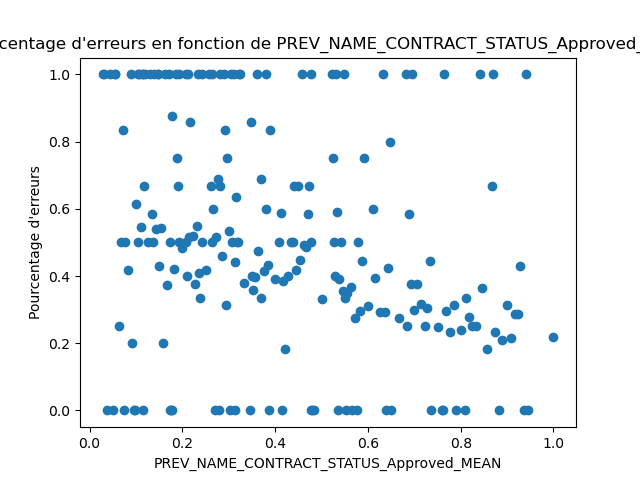 centage d'erreurs en fonction de PREV_NAME_CONTRACT_STATUS_Approved_
1.0
0.8
0.6
0.4
0.2
0.0
Pourcentage d'erreurs
0.0 0.2 0.4 0.6 0.8 1.0
PREV_NAME_CONTRACT_STATUS_Approved_MEAN